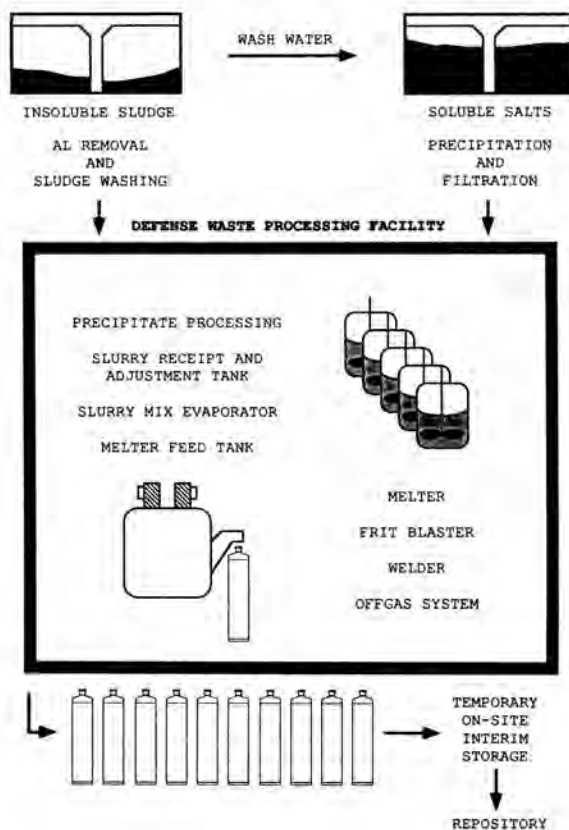 WASH WATER
INSOLUBLE SLUDGE
AL REMOVAL
AND
SLUDGE WASHING
SOLUBLE SALTS
PRECIPITATION
AND
FILTRATION
DEFENSE WASTE PROCESSING FACILITY
PRECIPITATE PROCESSING
SLURRY RECEIPT AND
ADJUSTMENT TANK
SLURRY MIX EVAPORATOR
MELTER FEED TANK
MELTER
FRIT BLASTER
WELDER
OFFGAS SYSTEM
TEMPORARY
ON-SITE
INTERIM
STORAGE
REPOSITORY